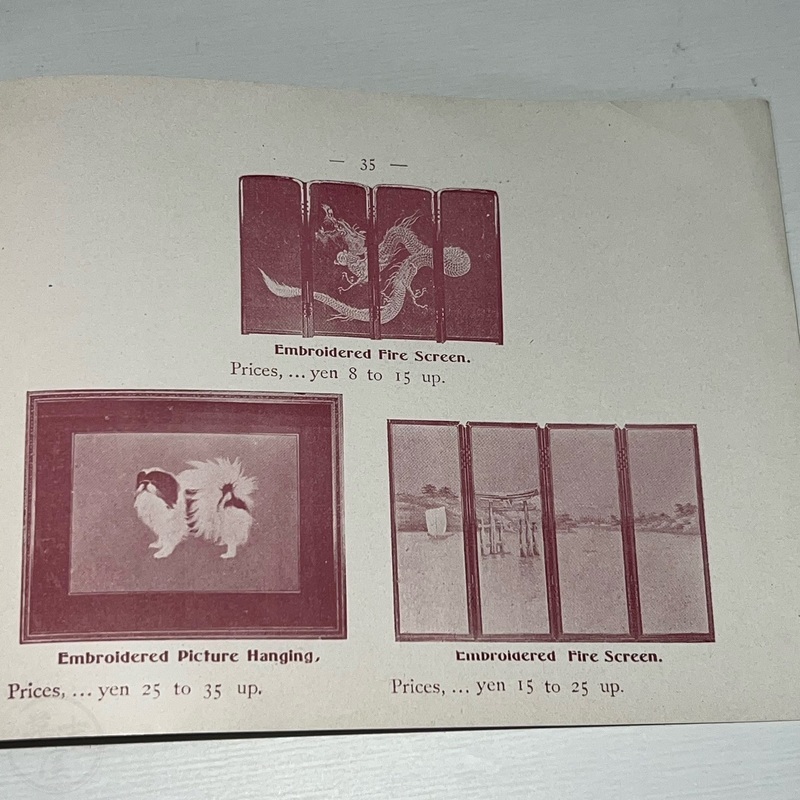 — 35 —
Embroidered Fire Screen.
Prices, ... yen 8 to 15 up.
Embroidered Picture Hanging,
Prices, ... yen 25 to 35 up.
Embroidered Fire Screen.
Prices, ... yen 15 to 25 up.